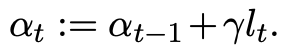 αₜ := αₜ₋₁ + γlₜ.